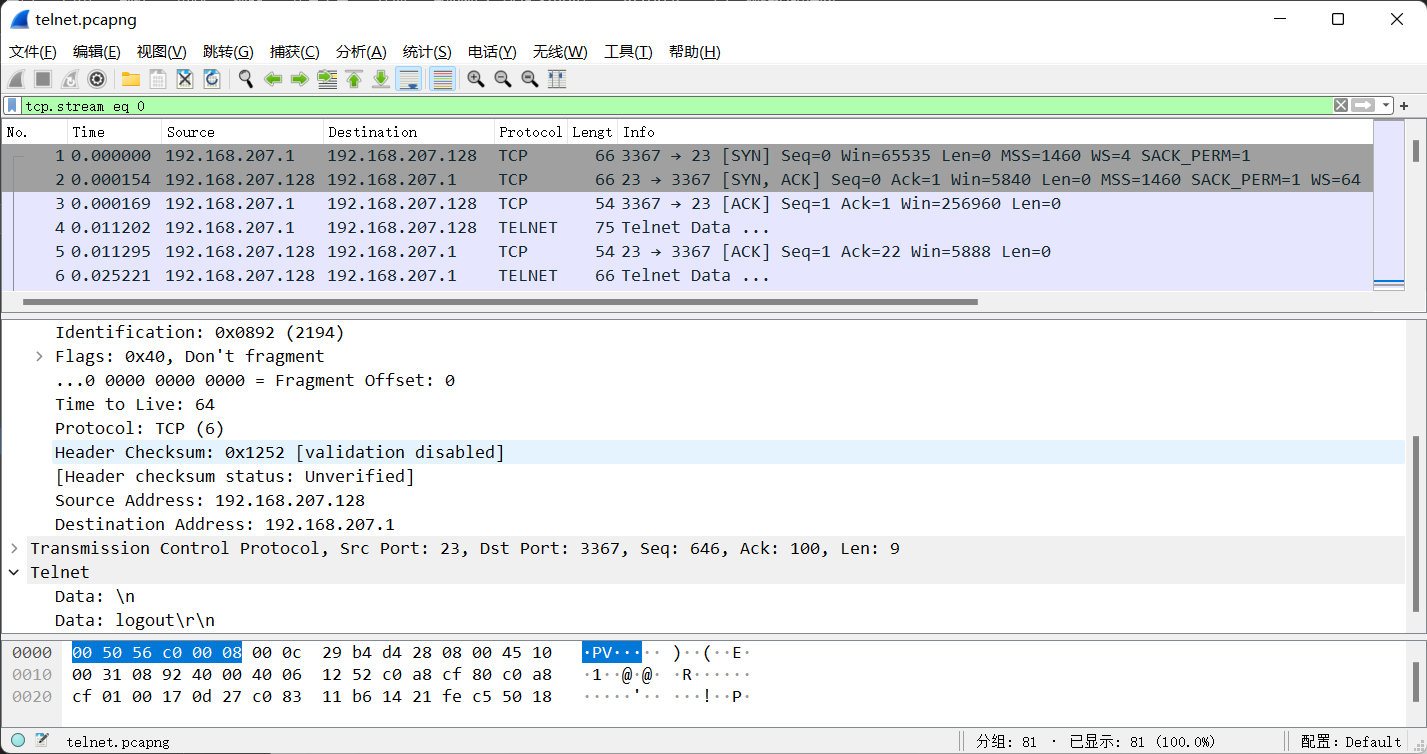 telnet.pcapng
文件(F) 编辑(E) 视图(V) 跳转(G) 捕获(C) 分析(A) 统计(S) 电话(Y) 无线(W) 工具(T) 帮助(H)
tcp.stream eq 0
No. Time Source Destination Protocol Lengt Info
1 0.000000 192.168.207.1 192.168.207.128 TCP 66 3367 → 23 [SYN] Seq=0 Win=65535 Len=0 MSS=1460 WS=4 SACK_PERM=1
2 0.000154 192.168.207.128 192.168.207.1 TCP 66 23 → 3367 [SYN, ACK] Seq=0 Ack=1 Win=5840 Len=0 MSS=1460 SACK_PERM=1 WS=64
3 0.000169 192.168.207.1 192.168.207.128 TCP 54 3367 → 23 [ACK] Seq=1 Ack=1 Win=256960 Len=0
4 0.011202 192.168.207.1 192.168.207.128 TELNET 75 Telnet Data ...
5 0.011295 192.168.207.128 192.168.207.1 TCP 54 23 → 3367 [ACK] Seq=1 Ack=22 Win=5888 Len=0
6 0.025221 192.168.207.128 192.168.207.1 TELNET 66 Telnet Data ...
Identification: 0x0892 (2194)
Flags: 0x40, Don't fragment
...0 0000 0000 0000 = Fragment Offset: 0
Time to Live: 64
Protocol: TCP (6)
Header Checksum: 0x1252 [validation disabled]
[Header checksum status: Unverified]
Source Address: 192.168.207.128
Destination Address: 192.168.207.1
Transmission Control Protocol, Src Port: 23, Dst Port: 3367, Seq: 646, Ack: 100, Len: 9
Telnet
Data: \n
Data: logout\r\n
0000 00 50 56 c0 00 08 00 0c 29 b4 d4 28 08 00 45 10 ·PV····· )··(··E·
0010 00 31 08 92 40 00 40 06 12 52 c0 a8 cf 80 c0 a8 ·1··@·@· ·R······
0020 cf 01 00 17 0d 27 c0 83 11 b6 14 21 fe c5 50 18 ·····'·· ···!··P·
telnet.pcapng 分组: 81 · 已显示: 81 (100.0%) 配置: Default